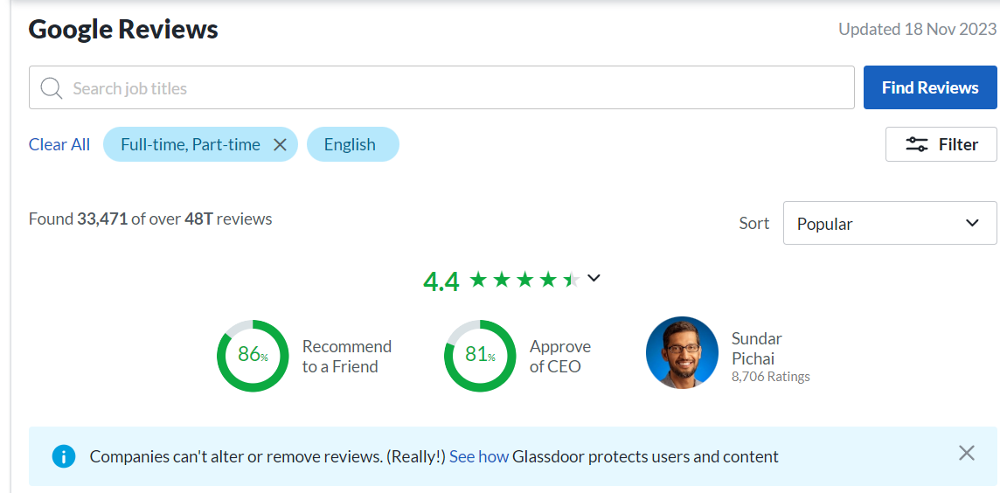 Google Reviews
Updated 18 Nov 2023
Search job titles
Find Reviews
Clear All
Full-time, Part-time
English
Filter
Found 33,471 of over 48T reviews
Sort
Popular
4.4
86%
Recommend
to a Friend
81%
Approve
of CEO
Sundar
Pichai
8,706 Ratings
Companies can't alter or remove reviews. (Really!) See how Glassdoor protects users and content